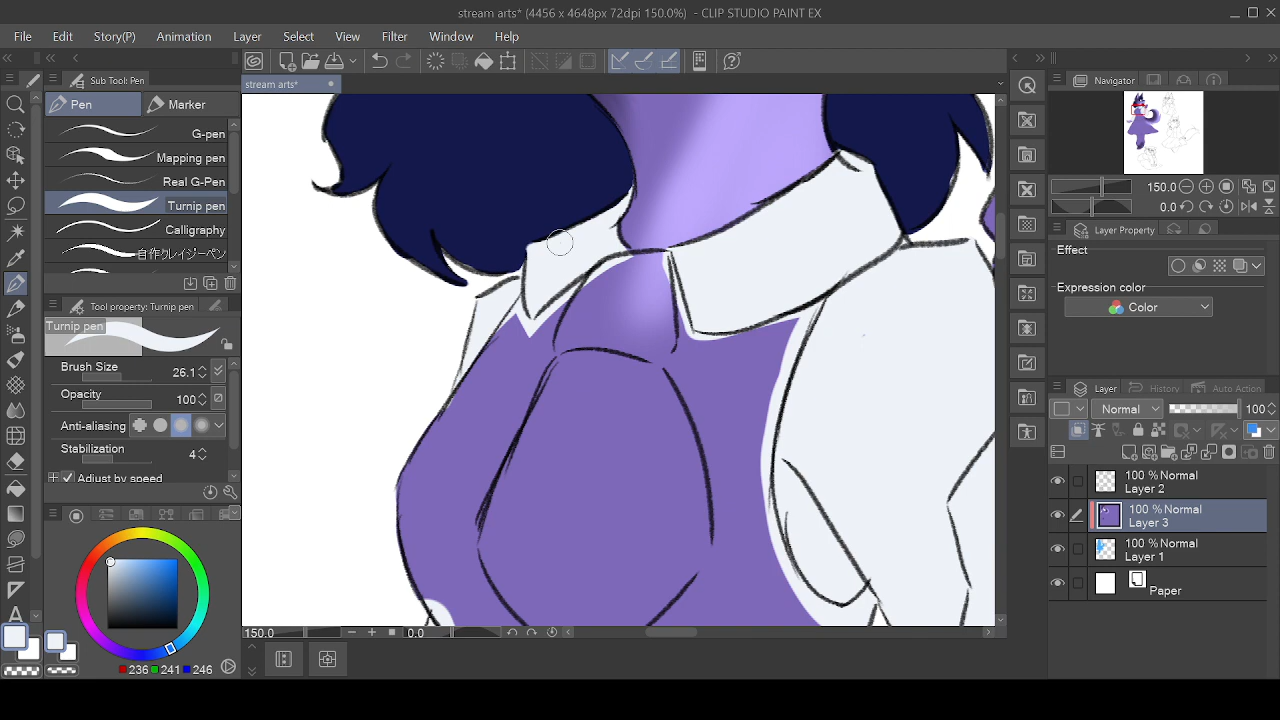 stream arts* (4456 x 4648px 72dpi 150.0%) - CLIP STUDIO PAINT EX
File Edit Story(P) Animation Layer Select View Filter Window Help
Sub Tool: Pen
stream arts*
Navigator
Pen
Marker
G-pen
Mapping pen
Real G-Pen
Turnip pen
Calligraphy
自作クレイジーペン
150.0
0.0
Layer Property
Effect
Expression color
Color
Tool property: Turnip pen
Turnip pen
Brush Size 26.1
Opacity 100
Anti-aliasing
Stabilization
4
Adjust by speed
Layer
History
Auto Action
Normal
100
100 % Normal
Layer 2
100 % Normal
Layer 3
100 % Normal
Layer 1
Paper
150.0
0.0
236 241 246
A